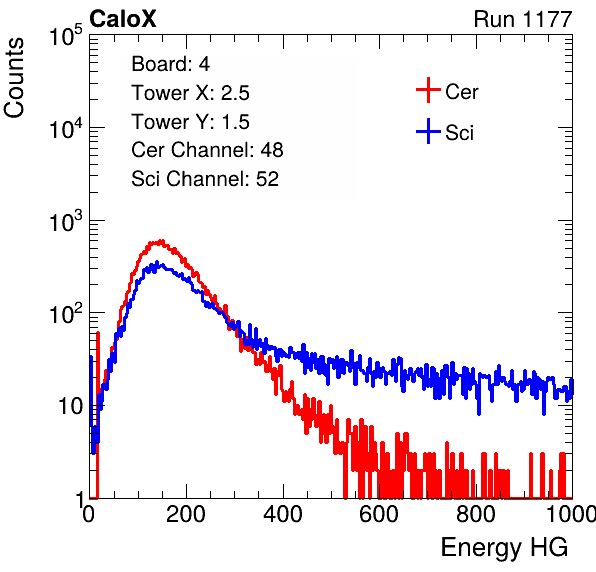 CaloX Run 1177
Counts
10^5
10^4
10^3
10^2
10
1
Board: 4
Tower X: 2.5
Tower Y: 1.5
Cer Channel: 48
Sci Channel: 52
Cer
Sci
0 200 400 600 800 1000
Energy HG